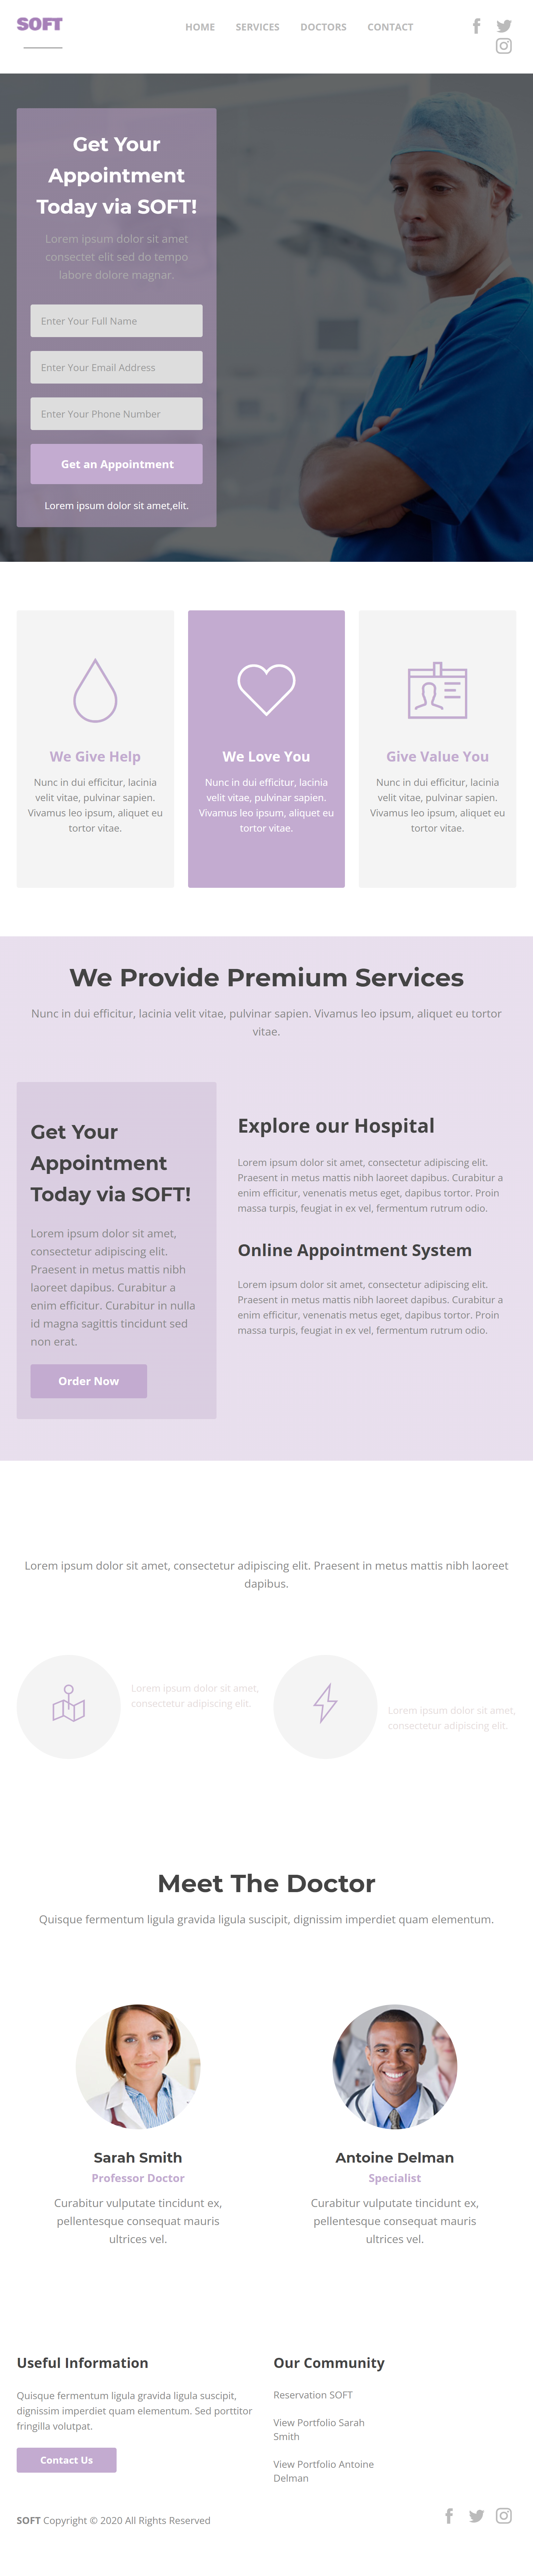 SOFT
HOME SERVICES DOCTORS CONTACT
Get Your
Appointment
Today via SOFT!
Lorem ipsum dolor sit amet
consectet elit sed do tempo
labore dolore magnar.
Enter Your Full Name
Enter Your Email Address
Enter Your Phone Number
Get an Appointment
Lorem ipsum dolor sit amet,elit.
We Give Help
Nunc in dui efficitur, lacinia
velit vitae, pulvinar sapien.
Vivamus leo ipsum, aliquet eu
tortor vitae.
We Love You
Nunc in dui efficitur, lacinia
velit vitae, pulvinar sapien.
Vivamus leo ipsum, aliquet eu
tortor vitae.
Give Value You
Nunc in dui efficitur, lacinia
velit vitae, pulvinar sapien.
Vivamus leo ipsum, aliquet eu
tortor vitae.
We Provide Premium Services
Nunc in dui efficitur, lacinia velit vitae, pulvinar sapien. Vivamus leo ipsum, aliquet eu tortor
vitae.
Get Your
Appointment
Today via SOFT!
Lorem ipsum dolor sit amet,
consectetur adipiscing elit.
Praesent in metus mattis nibh
laoreet dapibus. Curabitur a
enim efficitur. Curabitur in nulla
id magna sagittis tincidunt sed
non erat.
Order Now
Explore our Hospital
Lorem ipsum dolor sit amet, consectetur adipiscing elit.
Praesent in metus mattis nibh laoreet dapibus. Curabitur a
enim efficitur, venenatis metus eget, dapibus tortor. Proin
massa turpis, feugiat in ex vel, fermentum rutrum odio.
Online Appointment System
Lorem ipsum dolor sit amet, consectetur adipiscing elit.
Praesent in metus mattis nibh laoreet dapibus. Curabitur a
enim efficitur, venenatis metus eget, dapibus tortor. Proin
massa turpis, feugiat in ex vel, fermentum rutrum odio.
Lorem ipsum dolor sit amet, consectetur adipiscing elit. Praesent in metus mattis nibh laoreet
dapibus.
Lorem ipsum dolor sit amet,
consectetur adipiscing elit.
Lorem ipsum dolor sit amet,
consectetur adipiscing elit.
Meet The Doctor
Quisque fermentum ligula gravida ligula suscipit, dignissim imperdiet quam elementum.
Sarah Smith
Professor Doctor
Curabitur vulputate tincidunt ex,
pellentesque consequat mauris
ultrices vel.
Antoine Delman
Specialist
Curabitur vulputate tincidunt ex,
pellentesque consequat mauris
ultrices vel.
Useful Information
Quisque fermentum ligula gravida ligula suscipit,
dignissim imperdiet quam elementum. Sed porttitor
fringilla volutpat.
Contact Us
Our Community
Reservation SOFT
View Portfolio Sarah
Smith
View Portfolio Antoine
Delman
SOFT Copyright © 2020 All Rights Reserved